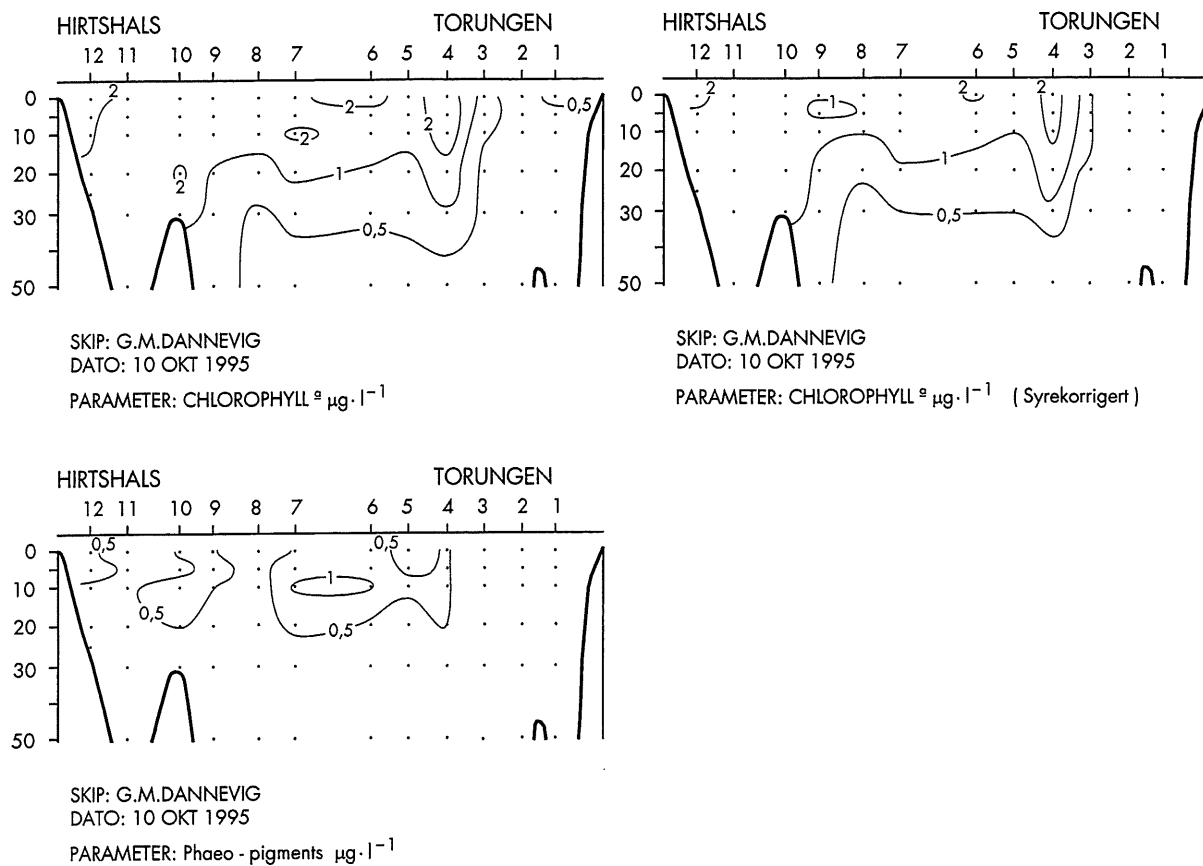 HIRTSHALS TORUNGEN
12 11 10 9 8 7 6 5 4 3 2 1
0
10
20
30
50
2
2
2
2
2
1
0,5
0,5
SKIP: G.M.DANNEVIG
DATO: 10 OKT 1995
PARAMETER: CHLOROPHYLL ª µg·l⁻¹
HIRTSHALS TORUNGEN
12 11 10 9 8 7 6 5 4 3 2 1
0
10
20
30
50
2
1
2
2
1
0,5
SKIP: G.M.DANNEVIG
DATO: 10 OKT 1995
PARAMETER: CHLOROPHYLL ª µg·l⁻¹ ( Syrekorrigert )
HIRTSHALS TORUNGEN
12 11 10 9 8 7 6 5 4 3 2 1
0
10
20
30
50
0,5
0,5
0,5
1
0,5
SKIP: G.M.DANNEVIG
DATO: 10 OKT 1995
PARAMETER: Phaeo - pigments µg·l⁻¹